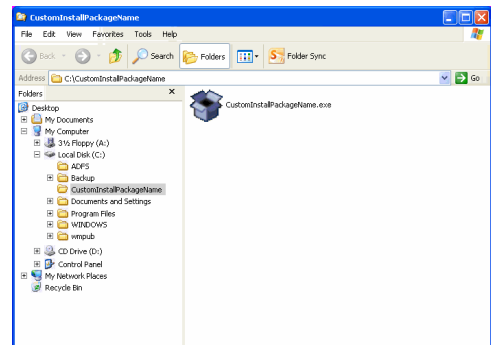 CustomInstallPackageName
File Edit View Favorites Tools Help
Back Search Folders Folder Sync
Address C:\CustomInstallPackageName Go
Folders
Desktop
My Documents
My Computer
3½ Floppy (A:)
Local Disk (C:)
ADFS
Backup
CustomInstallPackageName
Documents and Settings
Program Files
WINDOWS
wmpub
CD Drive (D:)
Control Panel
My Network Places
Recycle Bin
CustomInstallPackageName.exe